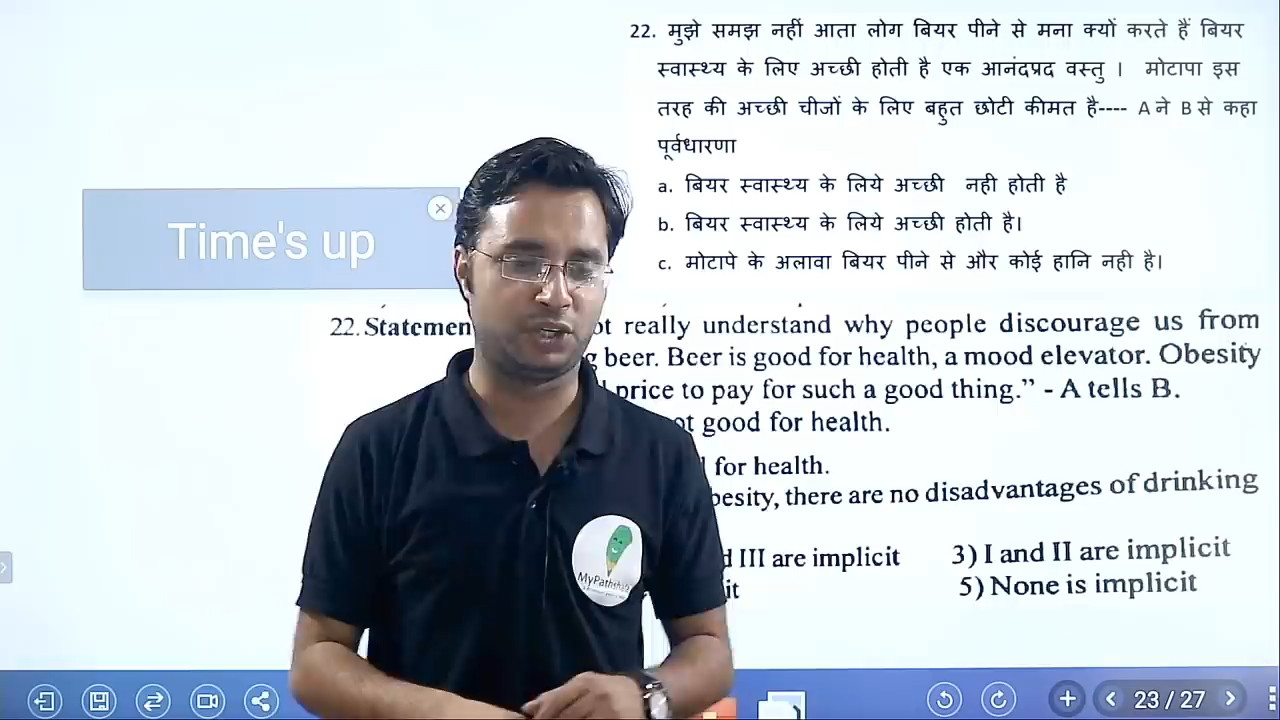 22. मुझे समझ नहीं आता लोग बियर पीने से मना क्यों करते हैं बियर
स्वास्थ्य के लिए अच्छी होती है एक आनंदप्रद वस्तु । मोटापा इस
तरह की अच्छी चीजों के लिए बहुत छोटी कीमत है---- A ने B से कहा
पूर्वधारणा
a. बियर स्वास्थ्य के लिये अच्छी नही होती है
b. बियर स्वास्थ्य के लिये अच्छी होती है।
c. मोटापे के अलावा बियर पीने से और कोई हानि नही है।
Time's up
22. Statemen really understand why people discourage us from
beer. Beer is good for health, a mood elevator. Obesity
price to pay for such a good thing.” - A tells B.
good for health.
for health.
there are no disadvantages of drinking
III are implicit 3) I and II are implicit
5) None is implicit
MyPathshala
23 / 27